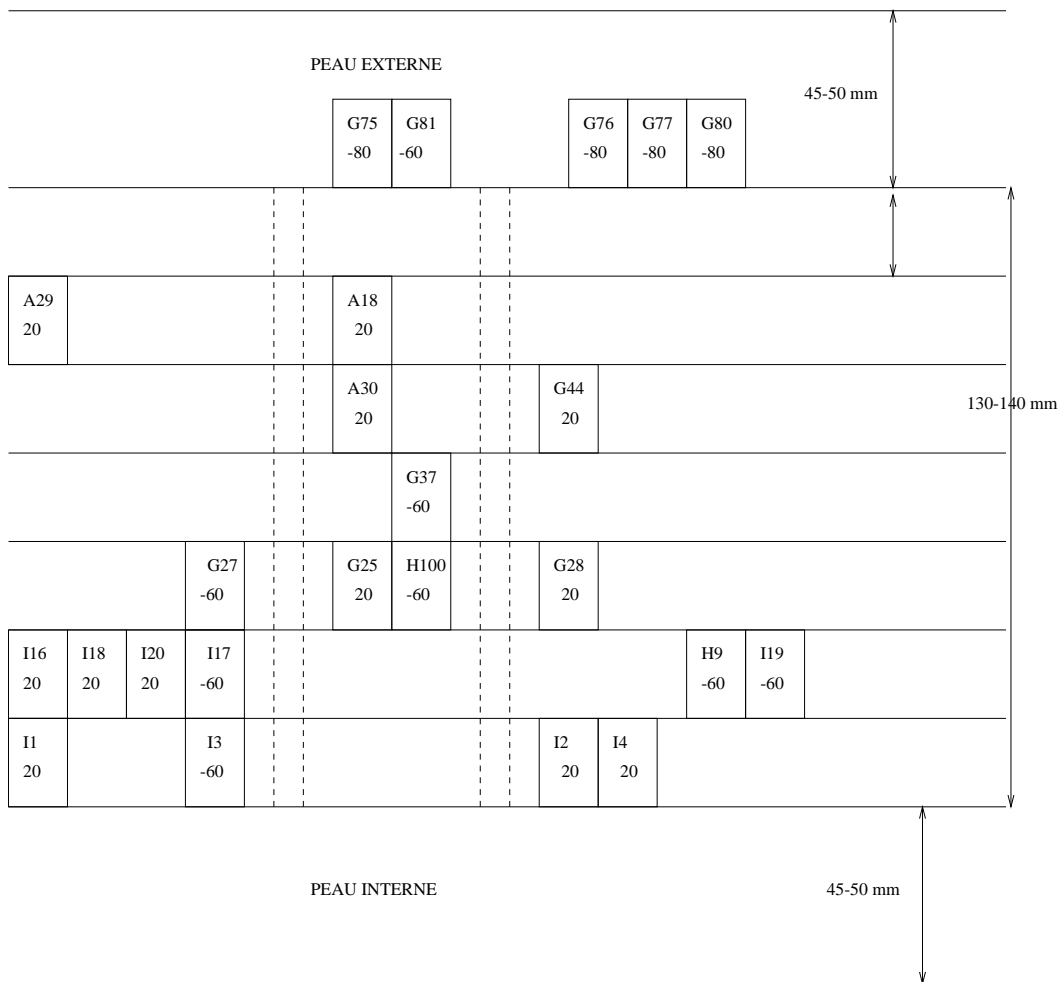 PEAU EXTERNE
45-50 mm
G75 G81 G76 G77 G80
-80 -60 -80 -80 -80
A29 A18
20 20
A30 G44
20 20
130-140 mm
G37
-60
G27 G25 H100 G28
-60 20 -60 20
I16 I18 I20 I17 H9 I19
20 20 20 -60 -60 -60
I1 I3 I2 I4
20 -60 20 20
PEAU INTERNE 45-50 mm